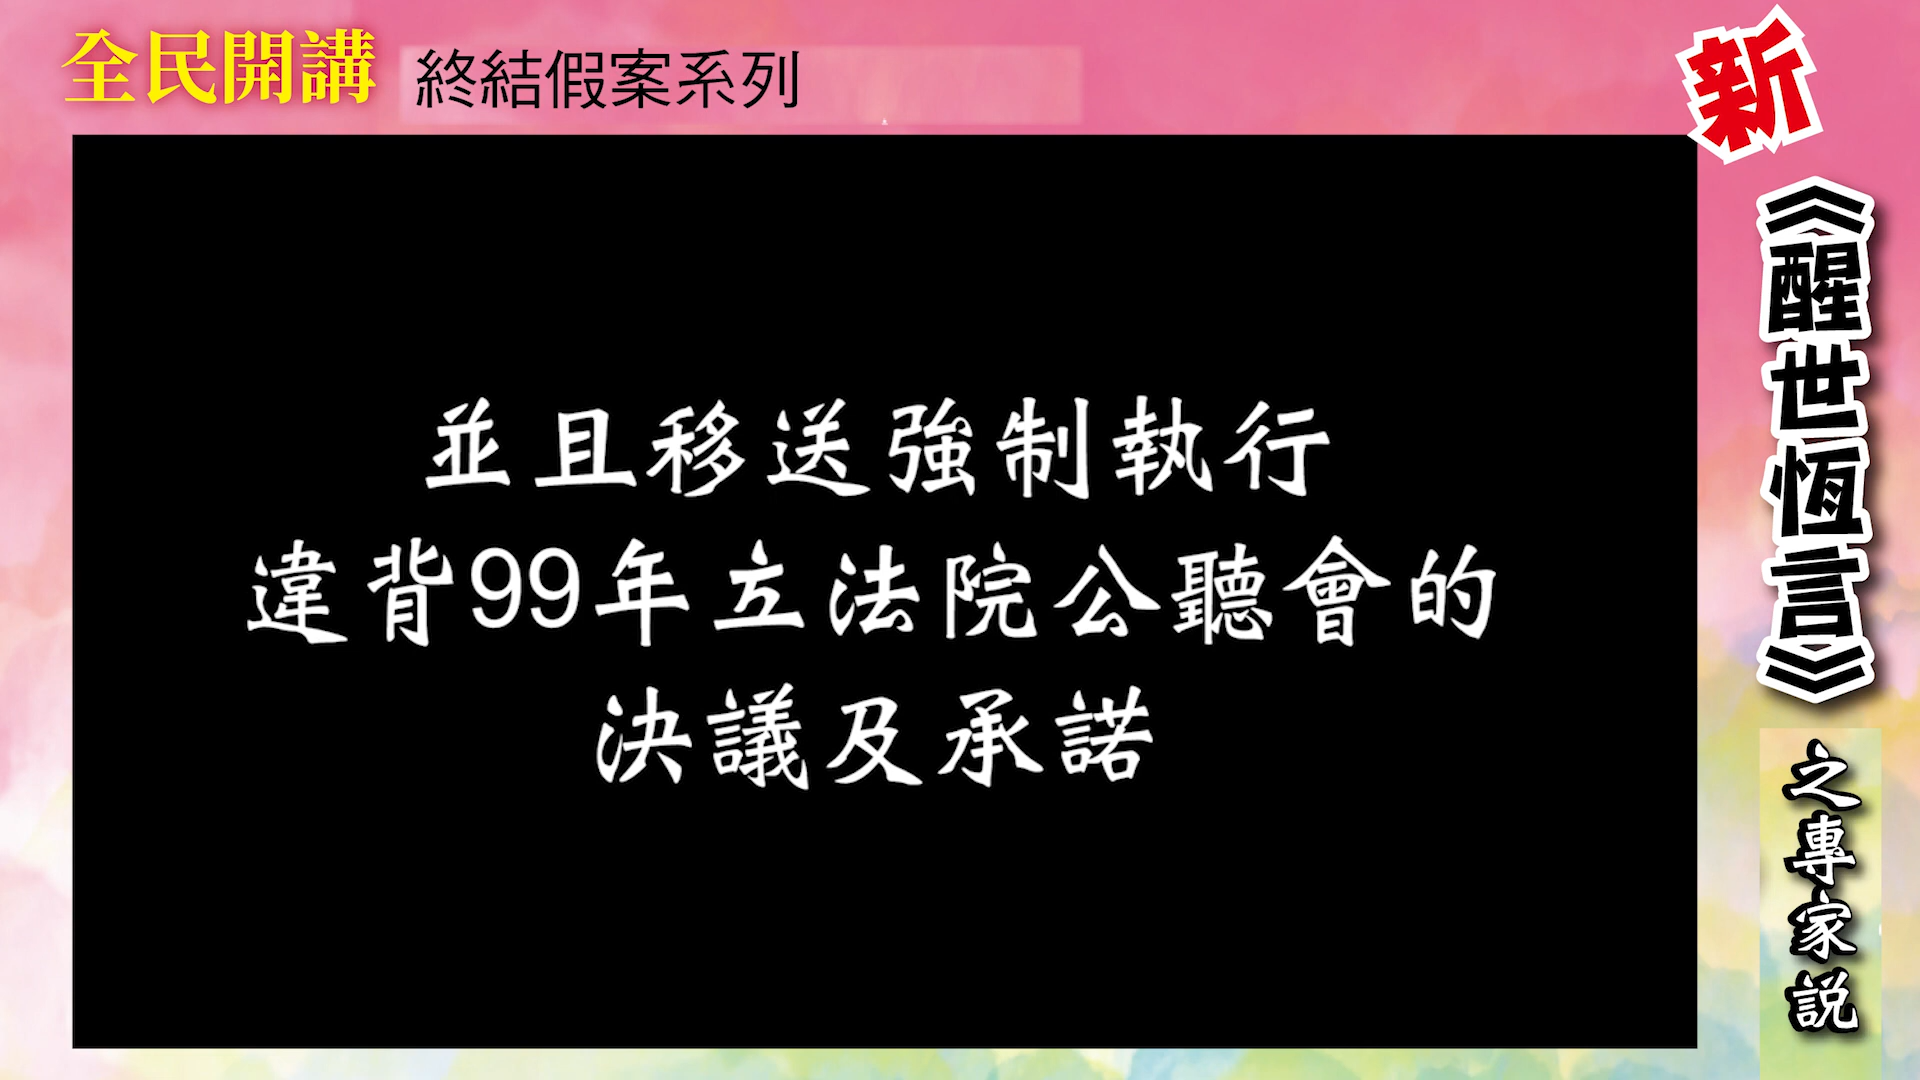 全民開講 終結假案系列
並且移送強制執行
違背99年立法院公聽會的
決議及承諾
新
《醒世恆言》
之專家説